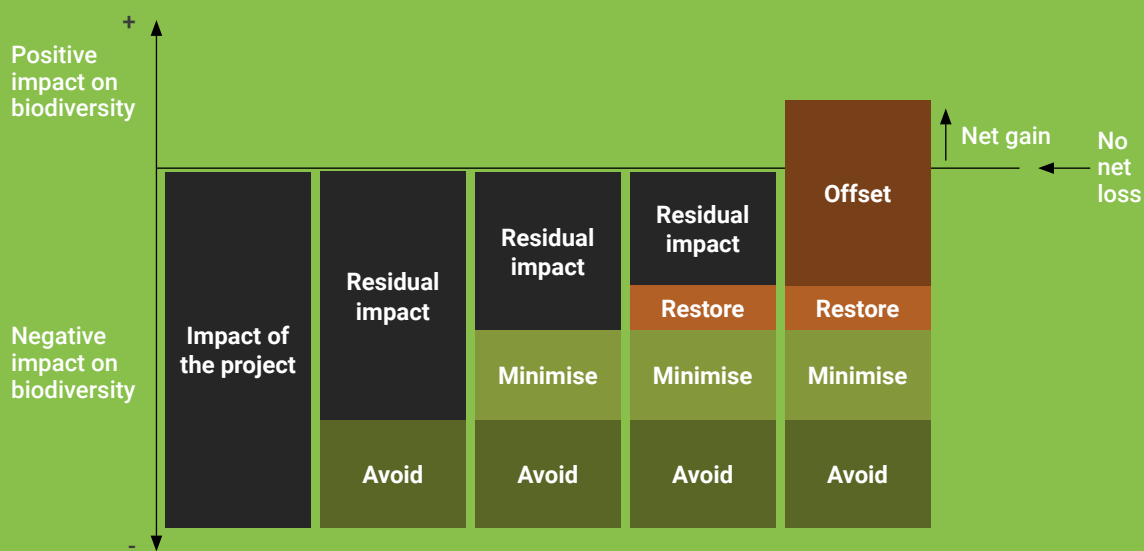 +
Positive
impact on
biodiversity
Net gain
No
net
loss
Offset
Residual
impact
Residual
impact
Residual
impact
Restore
Restore
Negative
impact on
biodiversity
Impact of
the project
Minimise
Minimise
Minimise
Avoid
Avoid
Avoid
Avoid
-